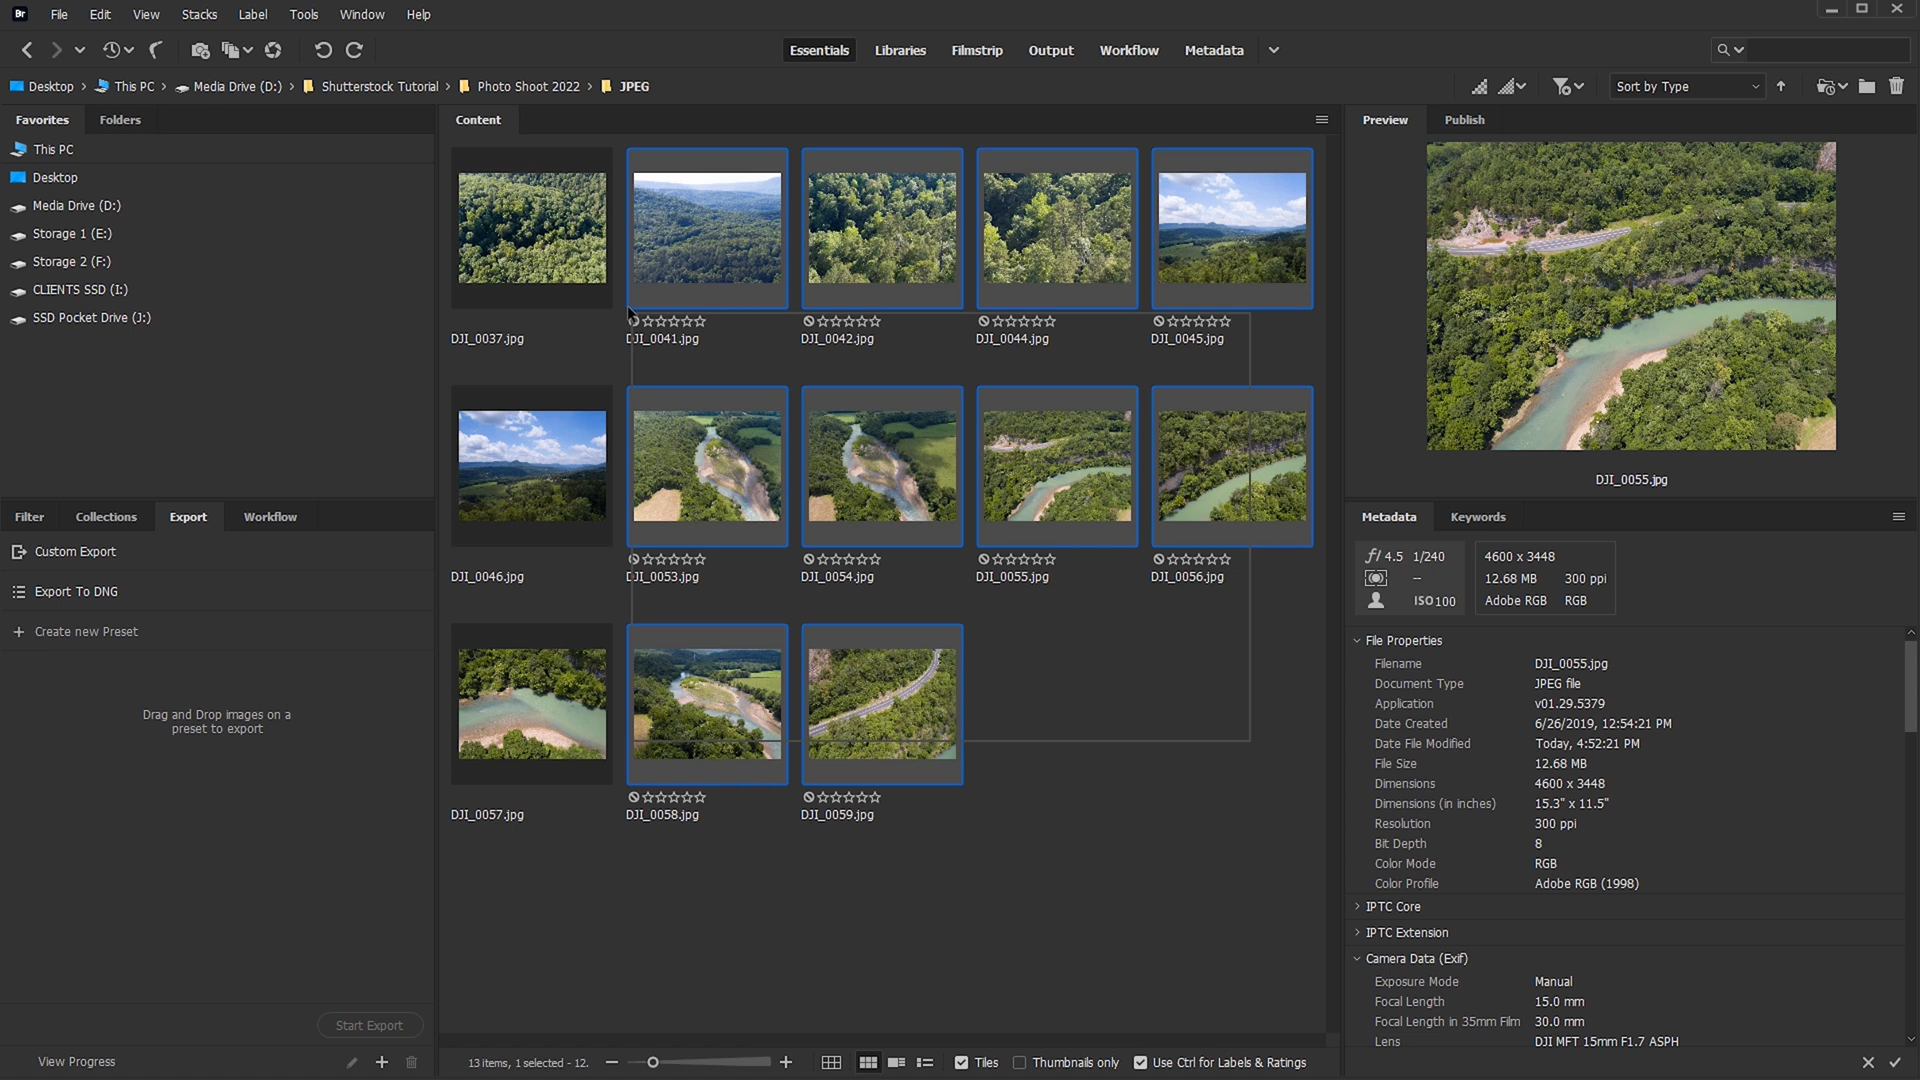 Br File Edit View Stacks Label Tools Window Help
Essentials Libraries Filmstrip Output Workflow Metadata
Desktop This PC Media Drive (D:) Shutterstock Tutorial Photo Shoot 2022 JPEG
Sort by Type
Favorites Folders
This PC
Desktop
Media Drive (D:)
Storage 1 (E:)
Storage 2 (F:)
CLIENTS SSD (I:)
SSD Pocket Drive (J:)
Filter Collections Export Workflow
Custom Export
Export To DNG
Create new Preset
Drag and Drop images on a
preset to export
Start Export
View Progress
Content
DJI_0037.jpg DJI_0041.jpg DJI_0042.jpg DJI_0044.jpg DJI_0045.jpg
DJI_0046.jpg DJI_0053.jpg DJI_0054.jpg DJI_0055.jpg DJI_0056.jpg
DJI_0057.jpg DJI_0058.jpg DJI_0059.jpg
13 items, 1 selected - 12.
Tiles Thumbnails only Use Ctrl for Labels & Ratings
Preview Publish
DJI_0055.jpg
Metadata Keywords
f/ 4.5 1/240
--
ISO 100
4600 x 3448
12.68 MB 300 ppi
Adobe RGB RGB
File Properties
Filename DJI_0055.jpg
Document Type JPEG file
Application v01.29.5379
Date Created 6/26/2019, 12:54:21 PM
Date File Modified Today, 4:52:21 PM
File Size 12.68 MB
Dimensions 4600 x 3448
Dimensions (in inches) 15.3" x 11.5"
Resolution 300 ppi
Bit Depth 8
Color Mode RGB
Color Profile Adobe RGB (1998)
IPTC Core
IPTC Extension
Camera Data (Exif)
Exposure Mode Manual
Focal Length 15.0 mm
Focal Length in 35mm Film 30.0 mm
Lens DJI MFT 15mm F1.7 ASPH